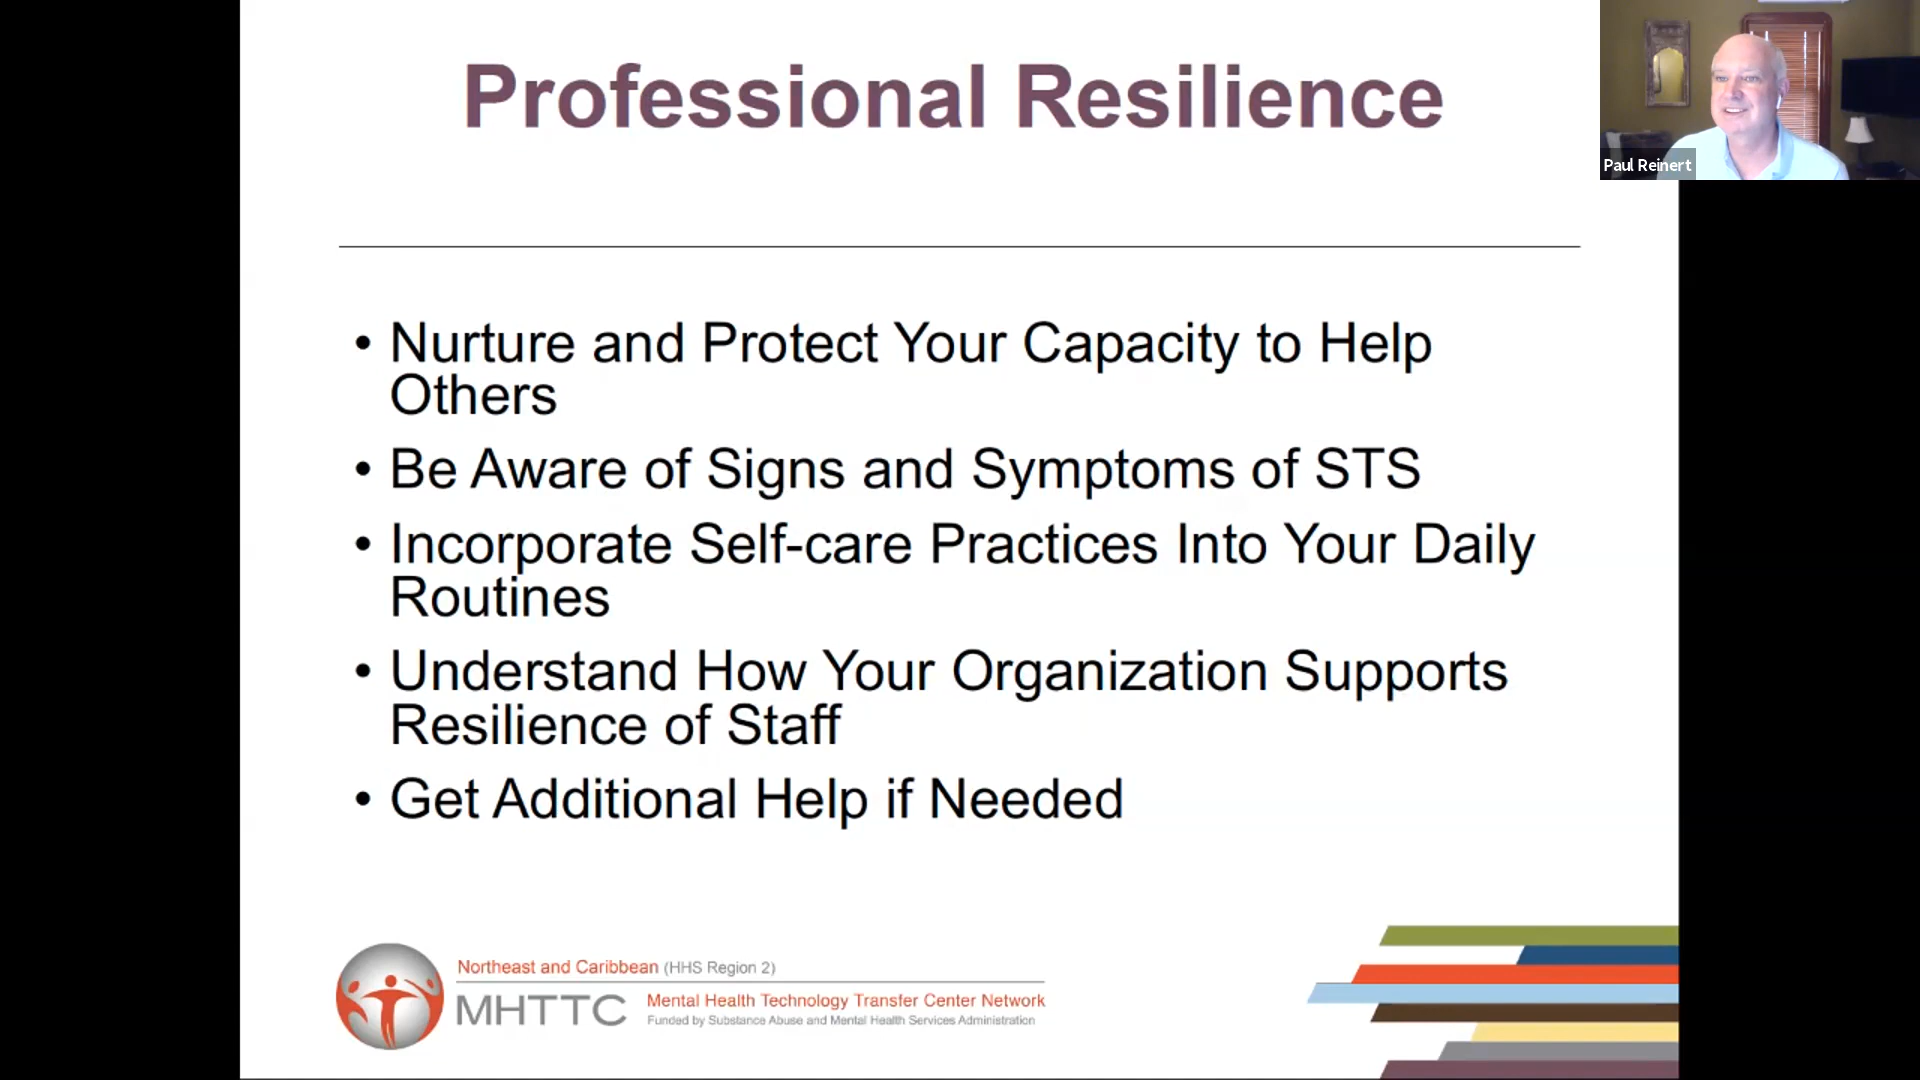 Professional Resilience
Paul Reinert
• Nurture and Protect Your Capacity to Help
Others
• Be Aware of Signs and Symptoms of STS
• Incorporate Self-care Practices Into Your Daily
Routines
• Understand How Your Organization Supports
Resilience of Staff
• Get Additional Help if Needed
Northeast and Caribbean (HHS Region 2)
MHTTC
Mental Health Technology Transfer Center Network
Funded by Substance Abuse and Mental Health Services Administration